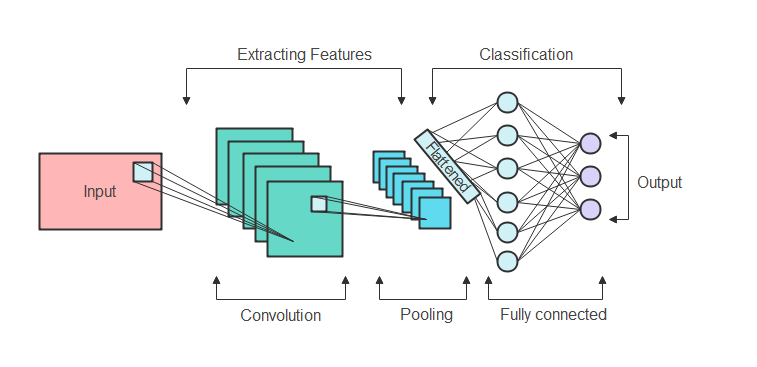 Extracting Features
Classification
Input
Flattened
Output
Convolution
Pooling
Fully connected